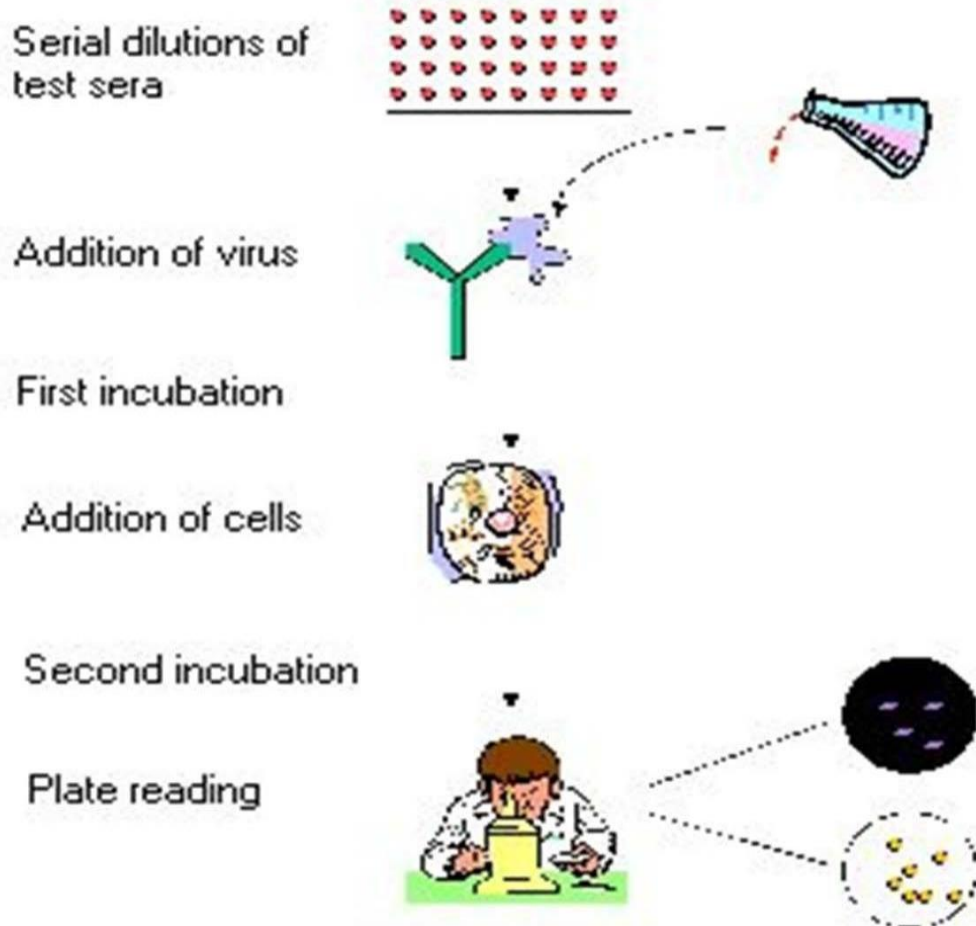 Serial dilutions of
test sera
Addition of virus
First incubation
Addition of cells
Second incubation
Plate reading